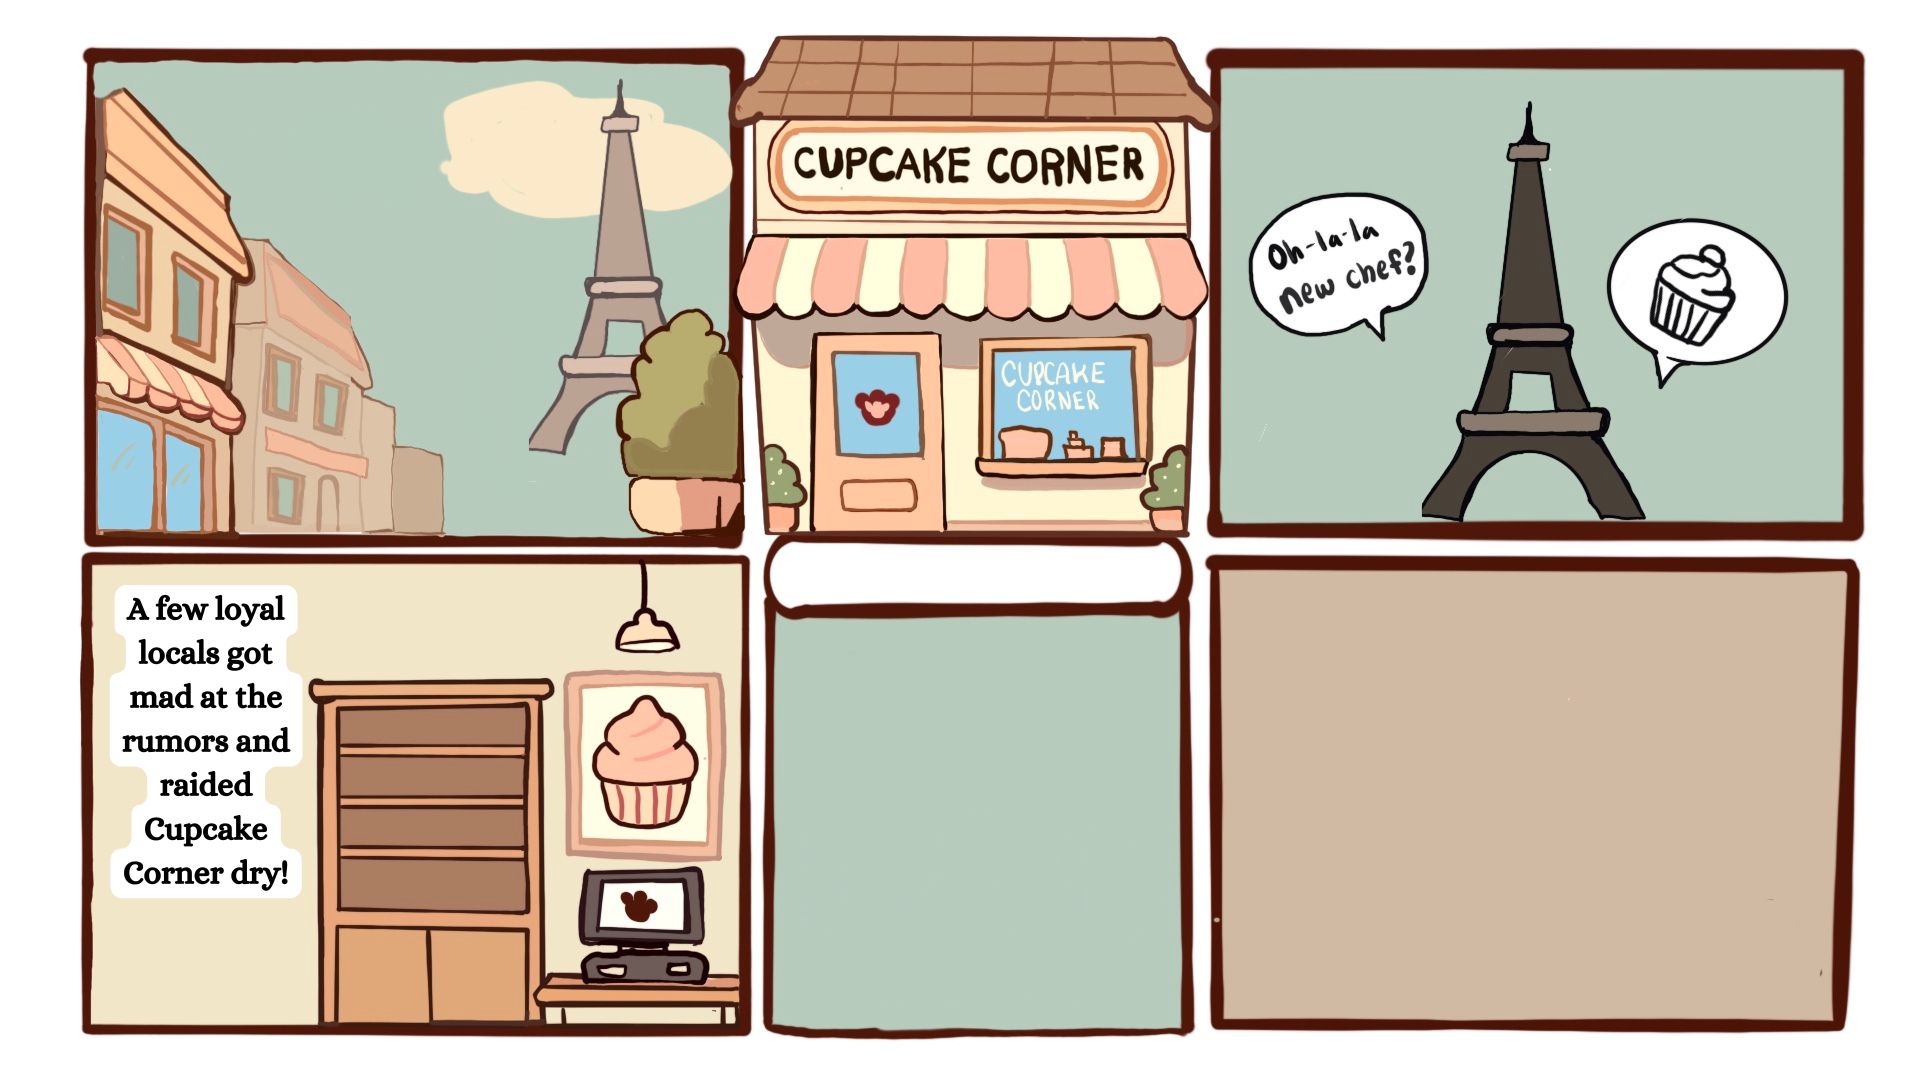 CUPCAKE CORNER
CUPCAKE
CORNER
Oh-la-la
new chef?
A few loyal
locals got
mad at the
rumors and
raided
Cupcake
Corner dry!